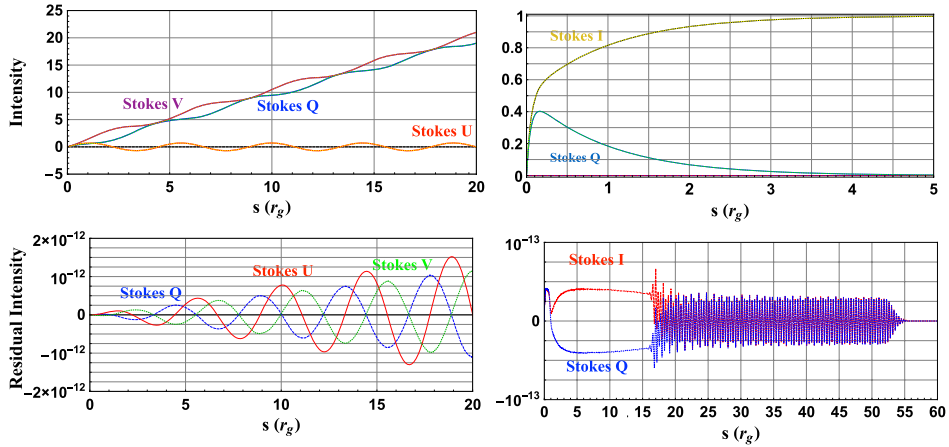 Intensity
25
20
15
10
5
0
−5
Stokes V
Stokes Q
Stokes U
0 5 10 15 20
s (r_g)
1
0.8
0.6
0.4
0.2
0
Stokes I
Stokes Q
0 1 2 3 4 5
s (r_g)
Residual Intensity
2×10^−12
10^−12
0
−10^−12
−2×10^−12
Stokes Q
Stokes U
Stokes V
0 5 10 15 20
s (r_g)
10^−13
0
−10^−13
Stokes I
Stokes Q
0 5 10 15 20 25 30 35 40 45 50 55 60
s (r_g)